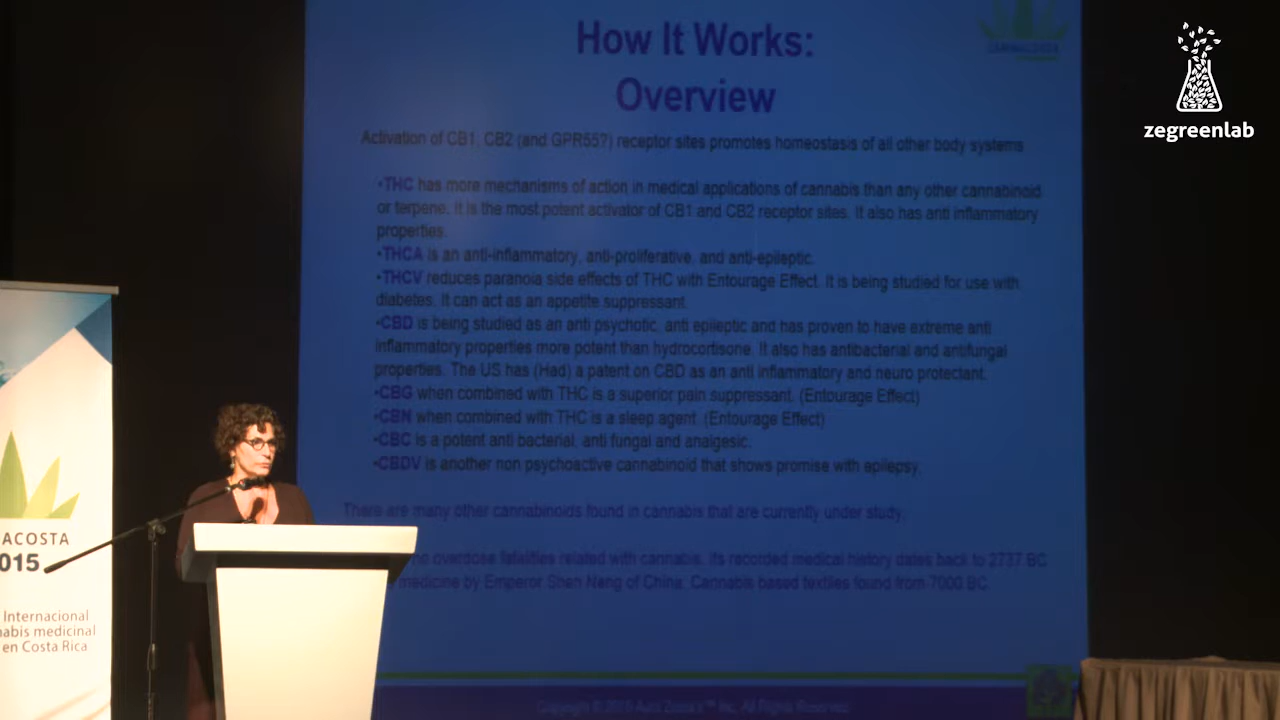 How It Works:
Overview
zegreenlab
Activation of CB1, CB2 (and GPR55?) receptor sites promotes homeostasis of all other body systems
•THC has more mechanisms of action in medical applications of cannabis than any other cannabinoid
or terpene. It is the most potent activator of CB1 and CB2 receptor sites. It also has anti inflammatory
properties.
•THCA is an anti-inflammatory, anti-proliferative, and anti-epileptic.
•THCV reduces paranoia side effects of THC with Entourage Effect. It is being studied for use with
diabetes. It can act as an appetite suppressant.
•CBD is being studied as an anti psychotic, anti epileptic and has proven to have extreme anti
inflammatory properties more potent than hydrocortisone. It also has antibacterial and antifungal
properties. The US has (Had) a patent on CBD as an anti inflammatory and neuro protectant.
•CBG when combined with THC is a superior pain suppressant. (Entourage Effect)
•CBN when combined with THC is a sleep agent. (Entourage Effect)
•CBC is a potent anti bacterial, anti fungal and analgesic.
•CBDV is another non psychoactive cannabinoid that shows promise with epilepsy.
There are many other cannabinoids found in cannabis that are currently under study.
no overdose fatalities related with cannabis. Its recorded medical history dates back to 2737 BC
medicine by Emperor Shen Neng of China. Cannabis based textiles found from 7000 BC
ACOSTA
015
Internacional
nabis medicinal
en Costa Rica